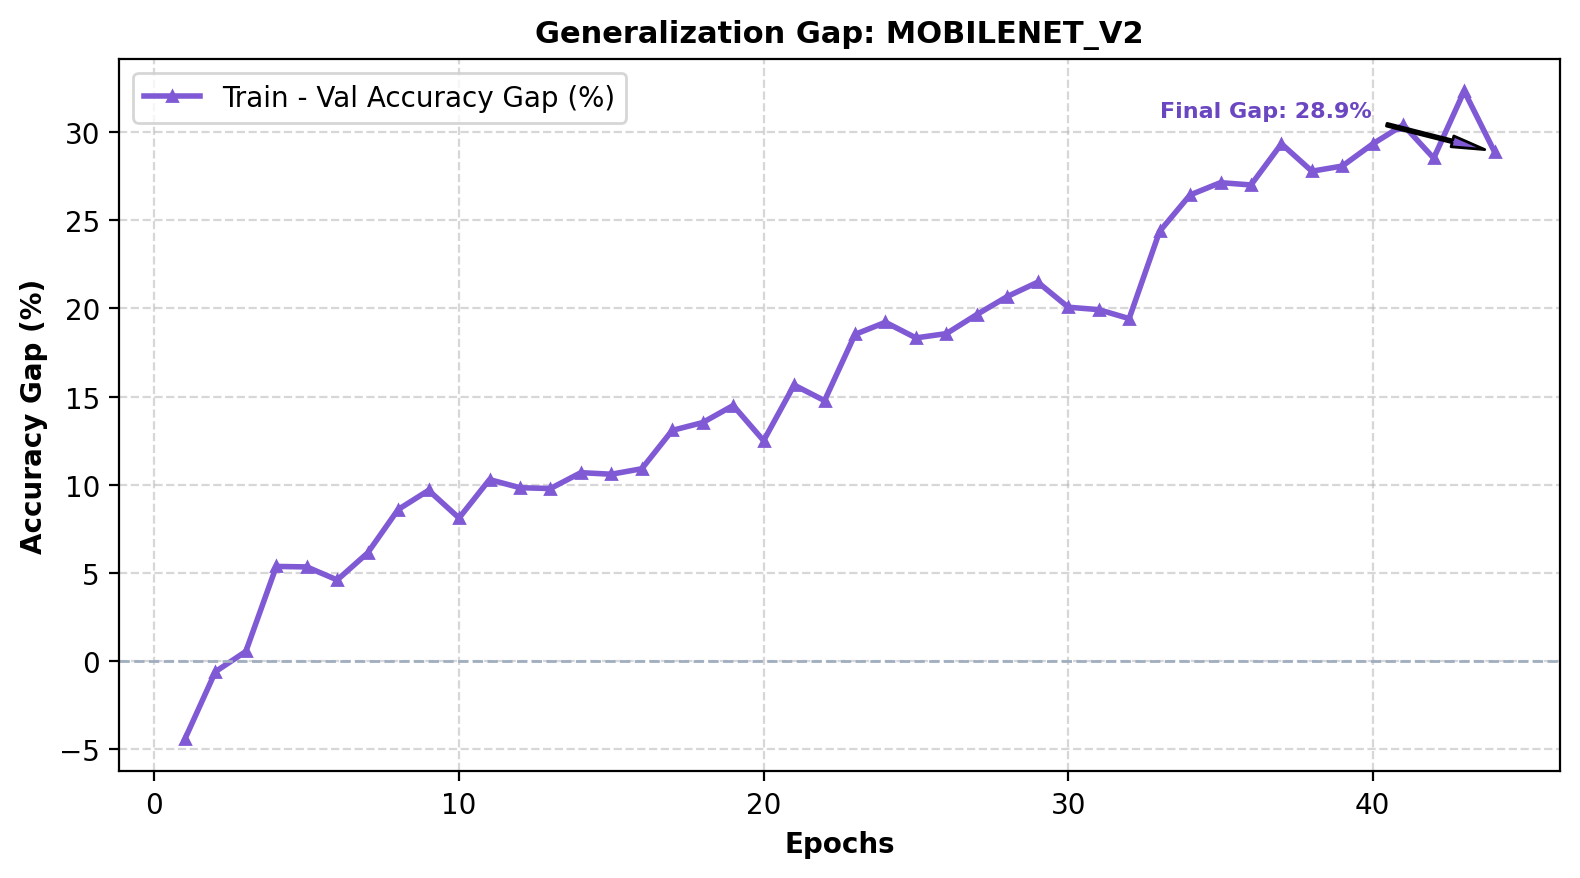 Generalization Gap: MOBILENET_V2
Train - Val Accuracy Gap (%)
Final Gap: 28.9%
Accuracy Gap (%)
30
25
20
15
10
5
0
−5
0 10 20 30 40
Epochs